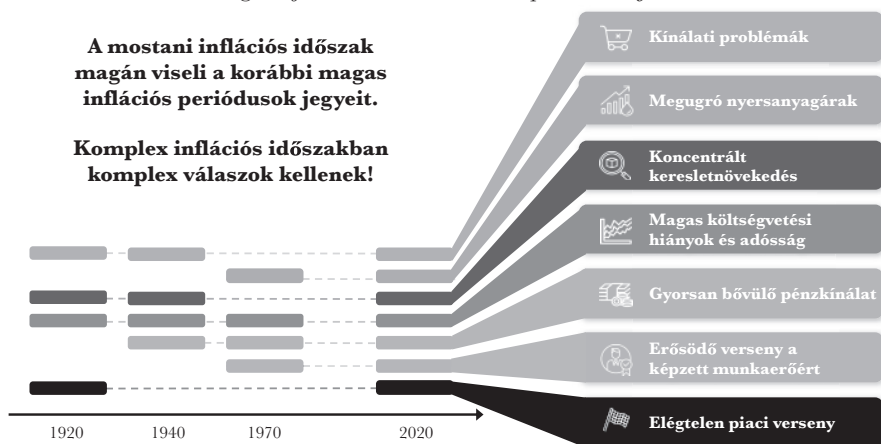 A mostani inflációs időszak
magán viseli a korábbi magas
inflációs periódusok jegyeit.
Komplex inflációs időszakban
komplex válaszok kellenek!
Kínálati problémák
Megugró nyersanyagárak
Koncentrált
keresletnövekedés
Magas költségvetési
hiányok és adósság
Gyorsan bővülő pénzkínálat
Erősödő verseny a
képzett munkaerőért
Elégtelen piaci verseny
1920 1940 1970 2020